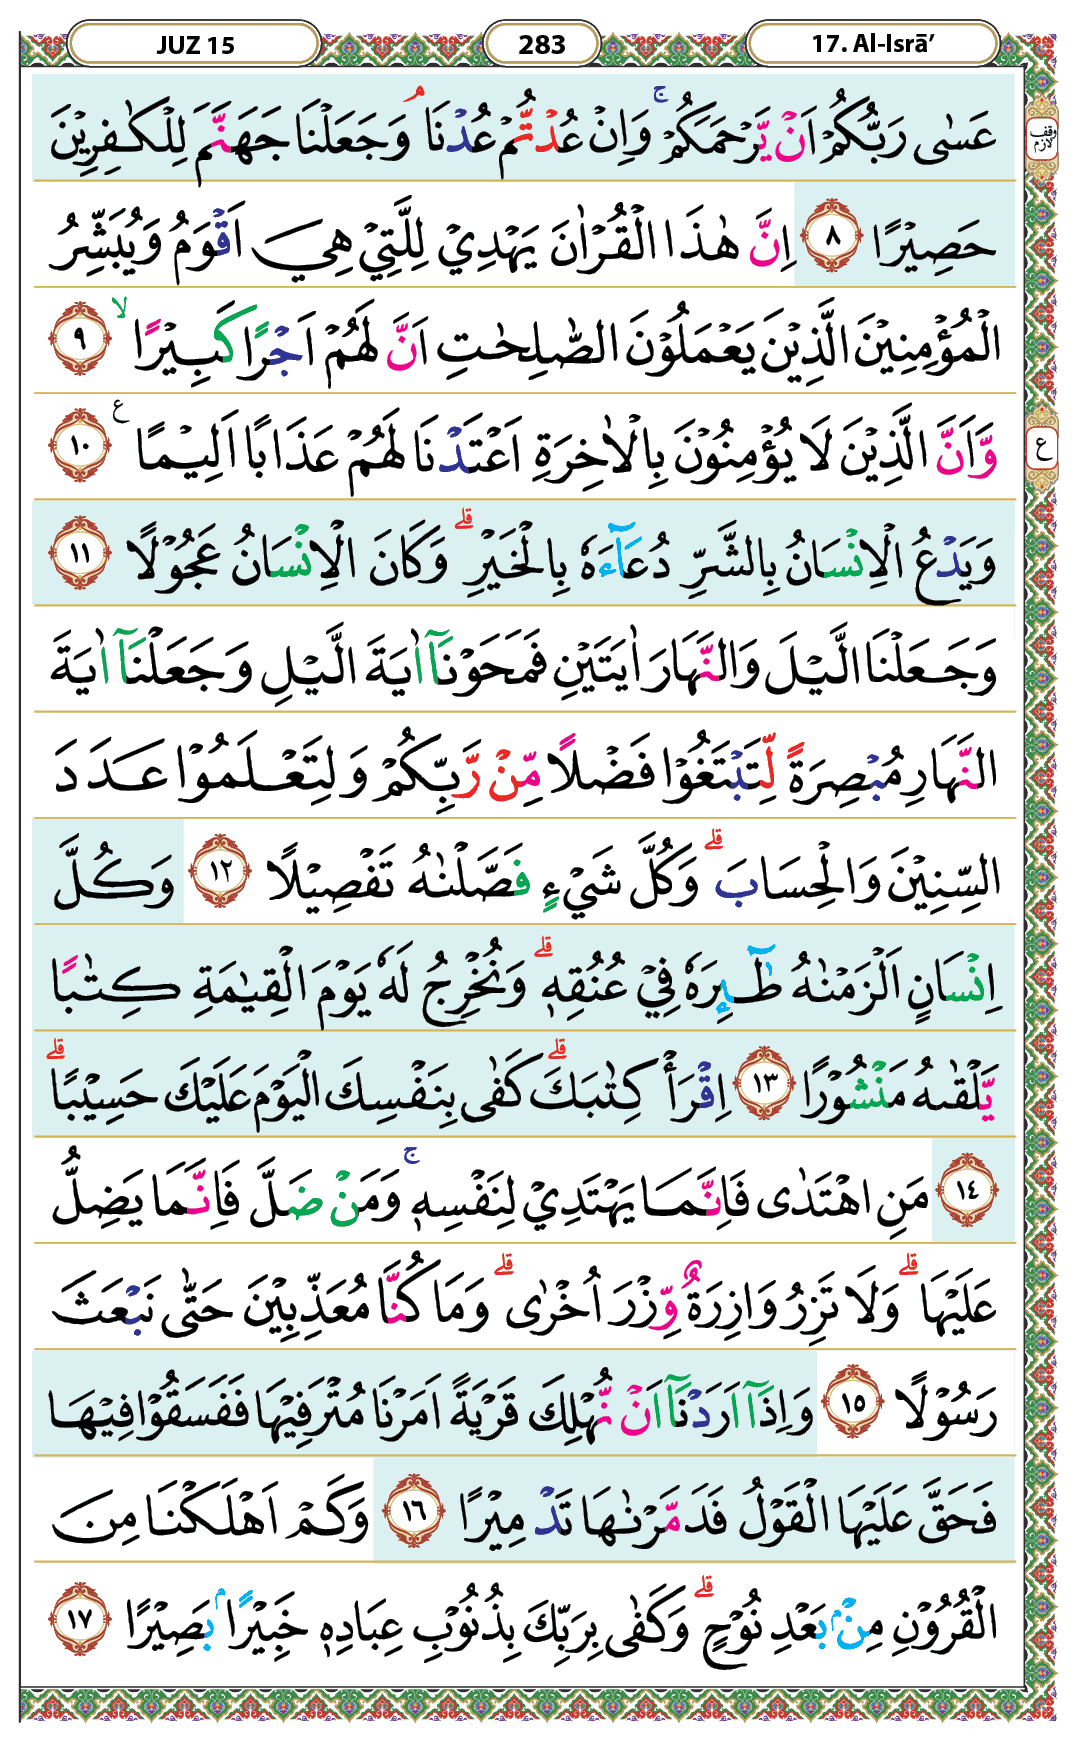 JUZ 15
283
17. Al-Isrā’
عَسٰى رَبُّكُمْ اَنْ يَّرْحَمَكُمْ ۚ وَاِنْ عُدْتُّمْ عُدْنَا ۘ وَجَعَلْنَا جَهَنَّمَ لِلْكٰفِرِيْنَ
وقف لازم
حَصِيْرًا ٨ اِنَّ هٰذَا الْقُرْاٰنَ يَهْدِيْ لِلَّتِيْ هِيَ اَقْوَمُ وَيُبَشِّرُ
الْمُؤْمِنِيْنَ الَّذِيْنَ يَعْمَلُوْنَ الصّٰلِحٰتِ اَنَّ لَهُمْ اَجْرًا كَبِيْرًا ۙ ٩
وَّاَنَّ الَّذِيْنَ لَا يُؤْمِنُوْنَ بِالْاٰخِرَةِ اَعْتَدْنَا لَهُمْ عَذَابًا اَلِيْمًا ع ١٠
ع
وَيَدْعُ الْاِنْسَانُ بِالشَّرِّ دُعَاۤءَهٗ بِالْخَيْرِ ۗ وَكَانَ الْاِنْسَانُ عَجُوْلًا ١١
وَجَعَلْنَا الَّيْلَ وَالنَّهَارَ اٰيَتَيْنِ فَمَحَوْنَآ اٰيَةَ الَّيْلِ وَجَعَلْنَآ اٰيَةَ
النَّهَارِ مُبْصِرَةً لِّتَبْتَغُوْا فَضْلًا مِّنْ رَّبِّكُمْ وَلِتَعْلَمُوْا عَدَدَ
السِّنِيْنَ وَالْحِسَابَ ۗ وَكُلَّ شَيْءٍ فَصَّلْنٰهُ تَفْصِيْلًا ١٢ وَكُلَّ
اِنْسَانٍ اَلْزَمْنٰهُ طٰۤىِٕرَهٗ فِيْ عُنُقِهٖ ۗ وَنُخْرِجُ لَهٗ يَوْمَ الْقِيٰمَةِ كِتٰبًا
يَّلْقٰىهُ مَنْشُوْرًا ١٣ اِقْرَأْ كِتٰبَكَ ۗ كَفٰى بِنَفْسِكَ الْيَوْمَ عَلَيْكَ حَسِيْبًا ۗ
١٤ مَنِ اهْتَدٰى فَاِنَّمَا يَهْتَدِيْ لِنَفْسِهٖ ۚ وَمَنْ ضَلَّ فَاِنَّمَا يَضِلُّ
عَلَيْهَا ۗ وَلَا تَزِرُ وَازِرَةٌ وِّزْرَ اُخْرٰى ۗ وَمَا كُنَّا مُعَذِّبِيْنَ حَتّٰى نَبْعَثَ
رَسُوْلًا ١٥ وَاِذَآ اَرَدْنَآ اَنْ نُّهْلِكَ قَرْيَةً اَمَرْنَا مُتْرَفِيْهَا فَفَسَقُوْا فِيْهَا
فَحَقَّ عَلَيْهَا الْقَوْلُ فَدَمَّرْنٰهَا تَدْمِيْرًا ١٦ وَكَمْ اَهْلَكْنَا مِنَ
الْقُرُوْنِ مِنْۢ بَعْدِ نُوْحٍ ۗ وَكَفٰى بِرَبِّكَ بِذُنُوْبِ عِبَادِهٖ خَبِيْرًاۢ بَصِيْرًا ١٧